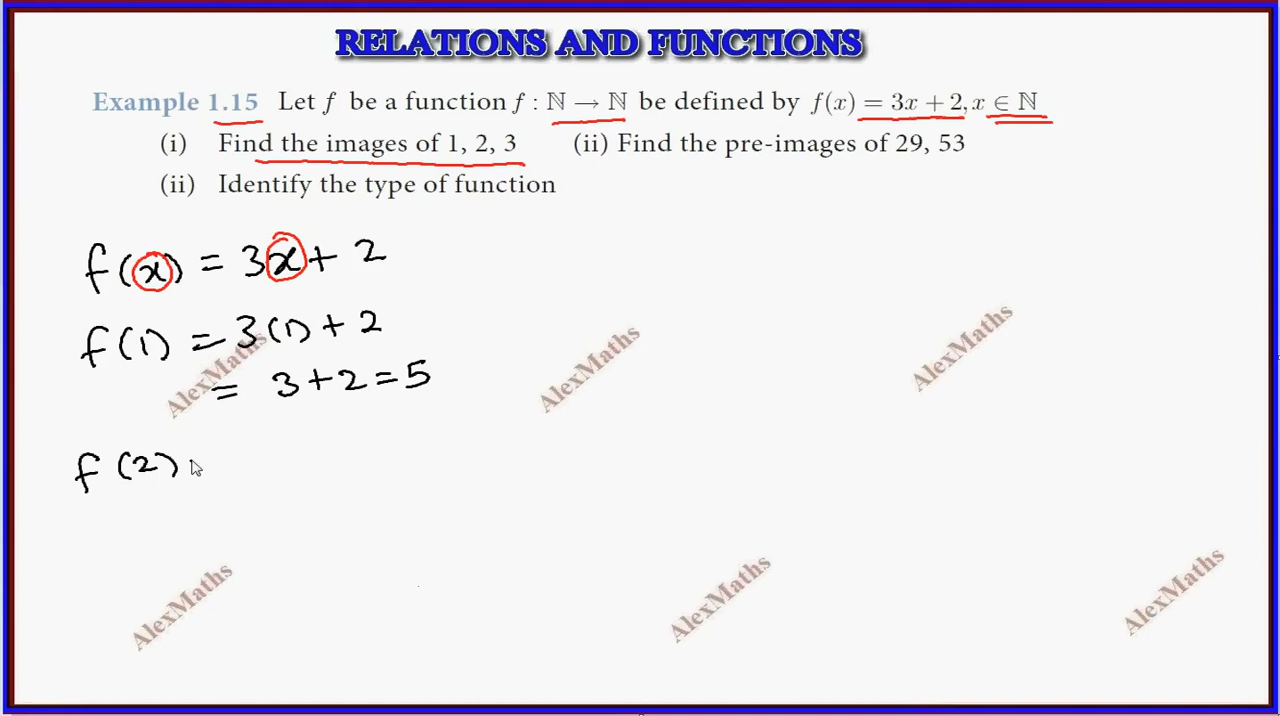 RELATIONS AND FUNCTIONS
Example 1.15 Let f be a function f : ℕ → ℕ be defined by f(x) = 3x + 2, x ∈ ℕ
(i) Find the images of 1, 2, 3 (ii) Find the pre-images of 29, 53
(ii) Identify the type of function
f(x) = 3x + 2
f(1) = 3(1) + 2
= 3 + 2 = 5
f(2)
AlexMaths
AlexMaths
AlexMaths
AlexMaths
AlexMaths
AlexMaths